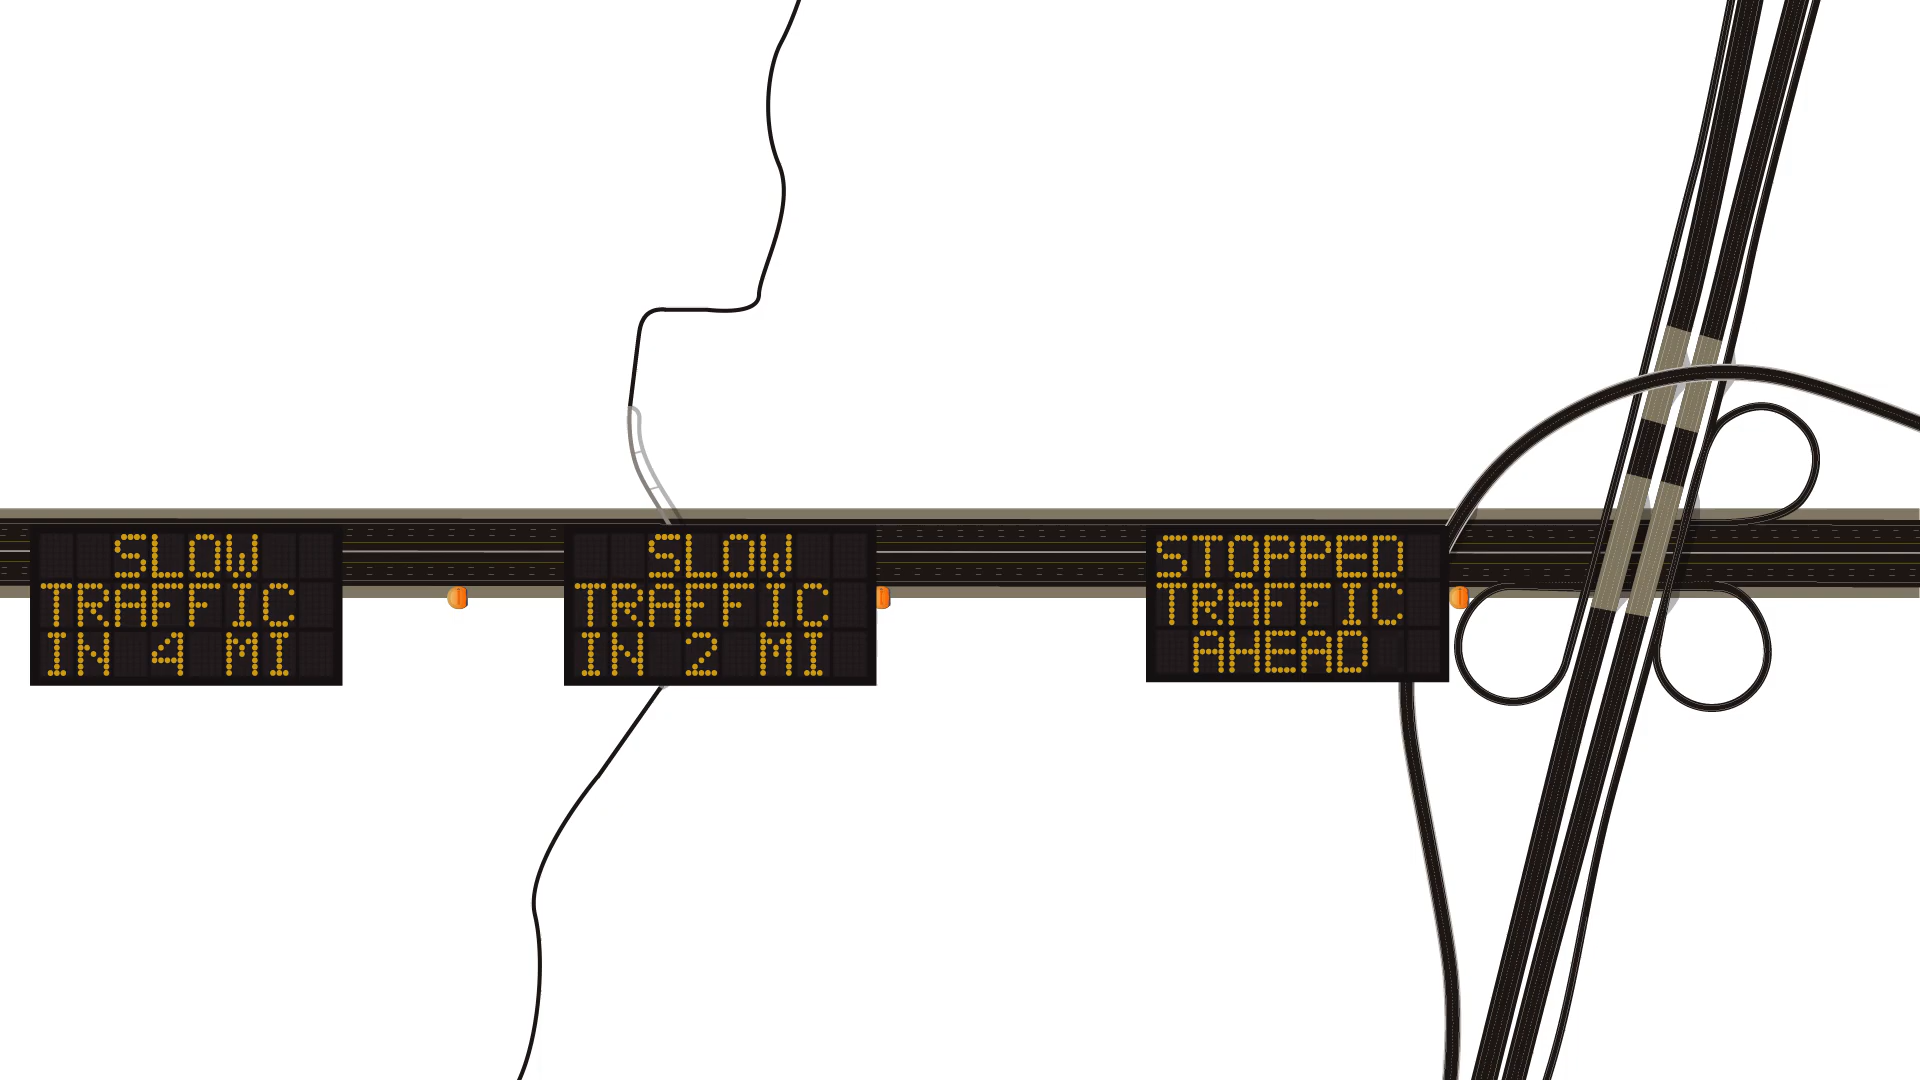 SLOW
TRAFFIC
IN 4 MI
SLOW
TRAFFIC
IN 2 MI
STOPPED
TRAFFIC
AHEAD